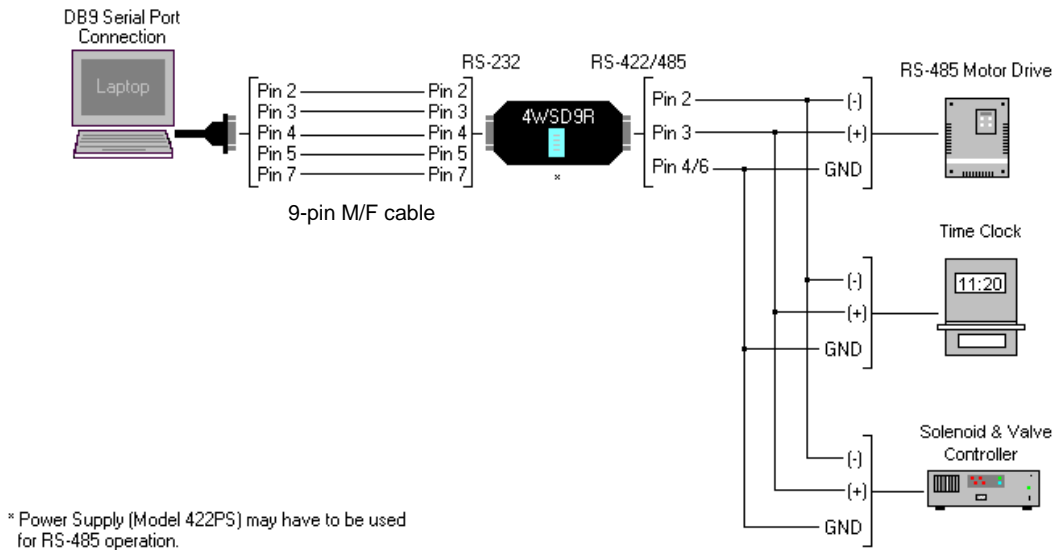 DB9 Serial Port
Connection
Laptop
RS-232
RS-422/485
RS-485 Motor Drive
Pin 2
Pin 2
Pin 3
Pin 3
Pin 4
Pin 4
Pin 5
Pin 5
Pin 7
Pin 7
4WSD9R
*
Pin 2
Pin 3
Pin 4/6
(-)
(+)
GND
9-pin M/F cable
Time Clock
11:20
(-)
(+)
GND
Solenoid & Valve
Controller
(-)
(+)
GND
* Power Supply (Model 422PS) may have to be used
for RS-485 operation.